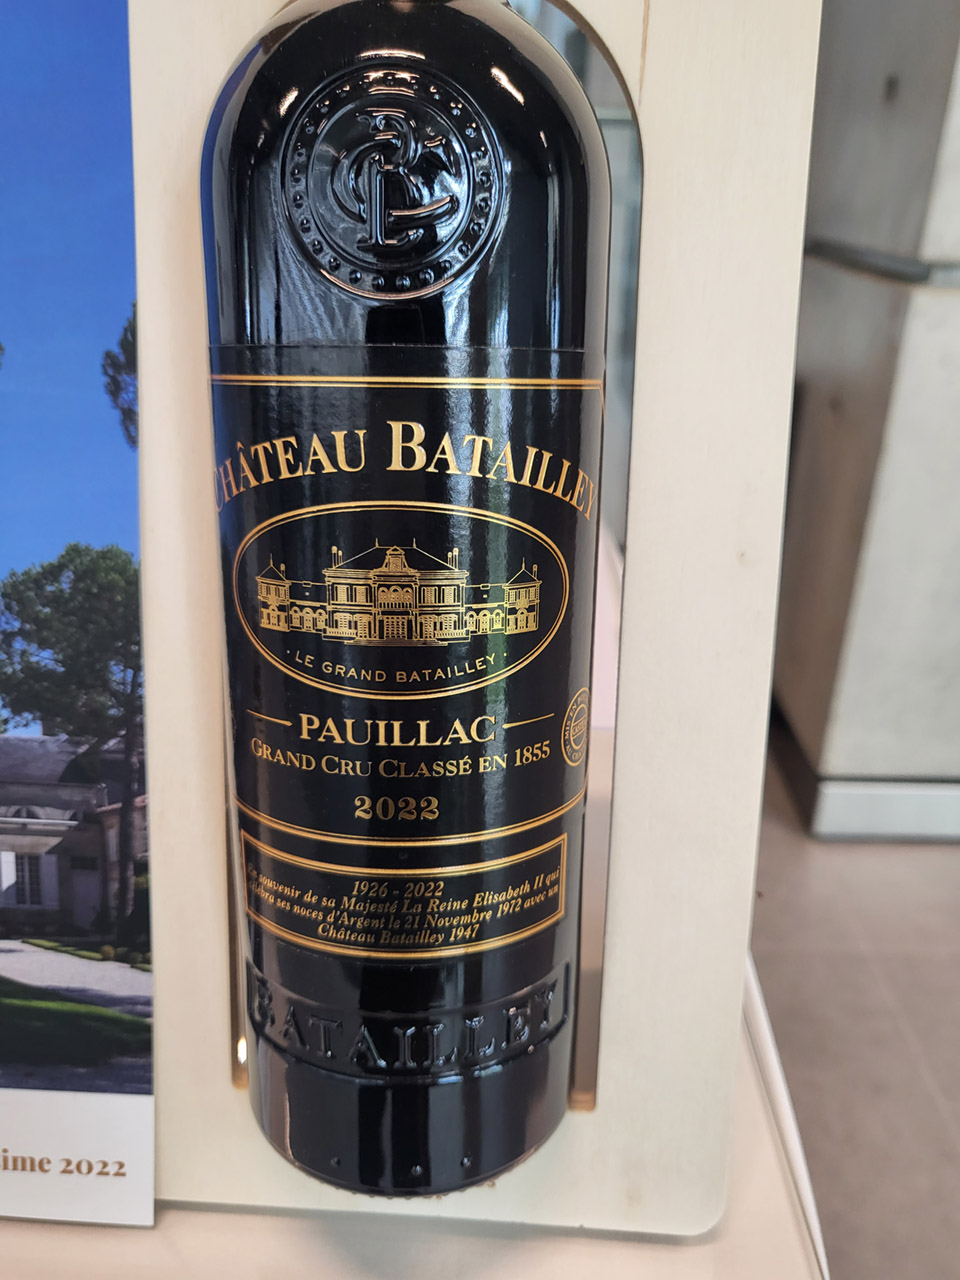 CHÂTEAU BATAILLEY
LE GRAND BATAILLEY
PAUILLAC
GRAND CRU CLASSÉ EN 1855
2022
1926 - 2022
souvenir de sa Majesté La Reine Elisabeth II qui
célébra ses noces d'Argent le 21 Novembre 1972 avec un
Château Batailley 1947
BATAILLEY
2022